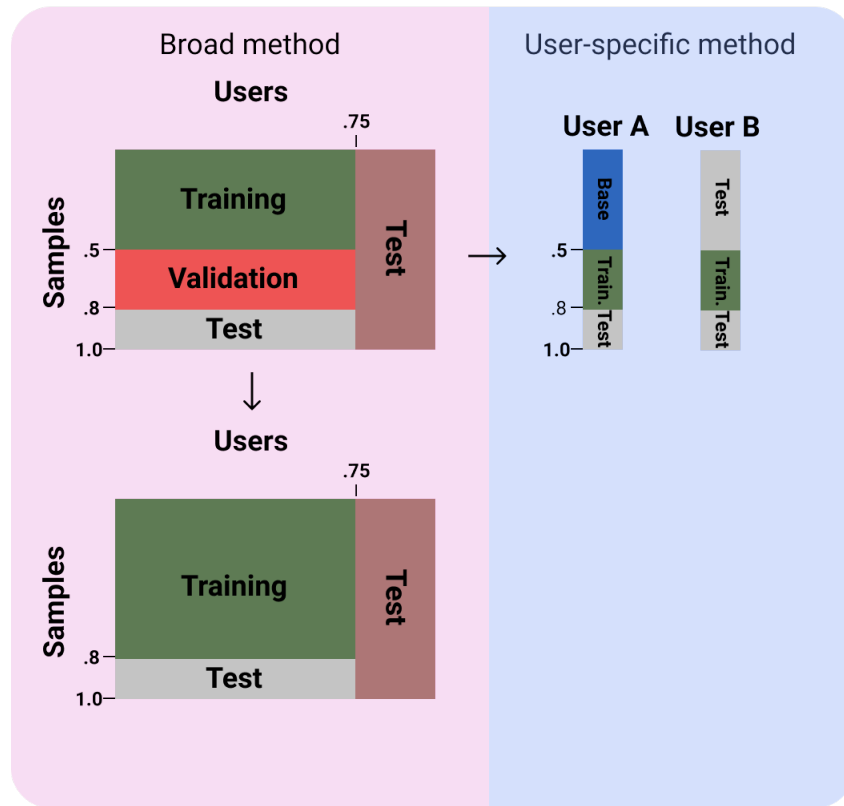 Broad method
Users
.75
Samples
Training
Test
.5
Validation
.8
Test
1.0
Users
.75
Samples
Training
Test
.8
Test
1.0
User-specific method
User A
User B
Base
Test
.5
Train.
Train.
.8
Test
Test
1.0